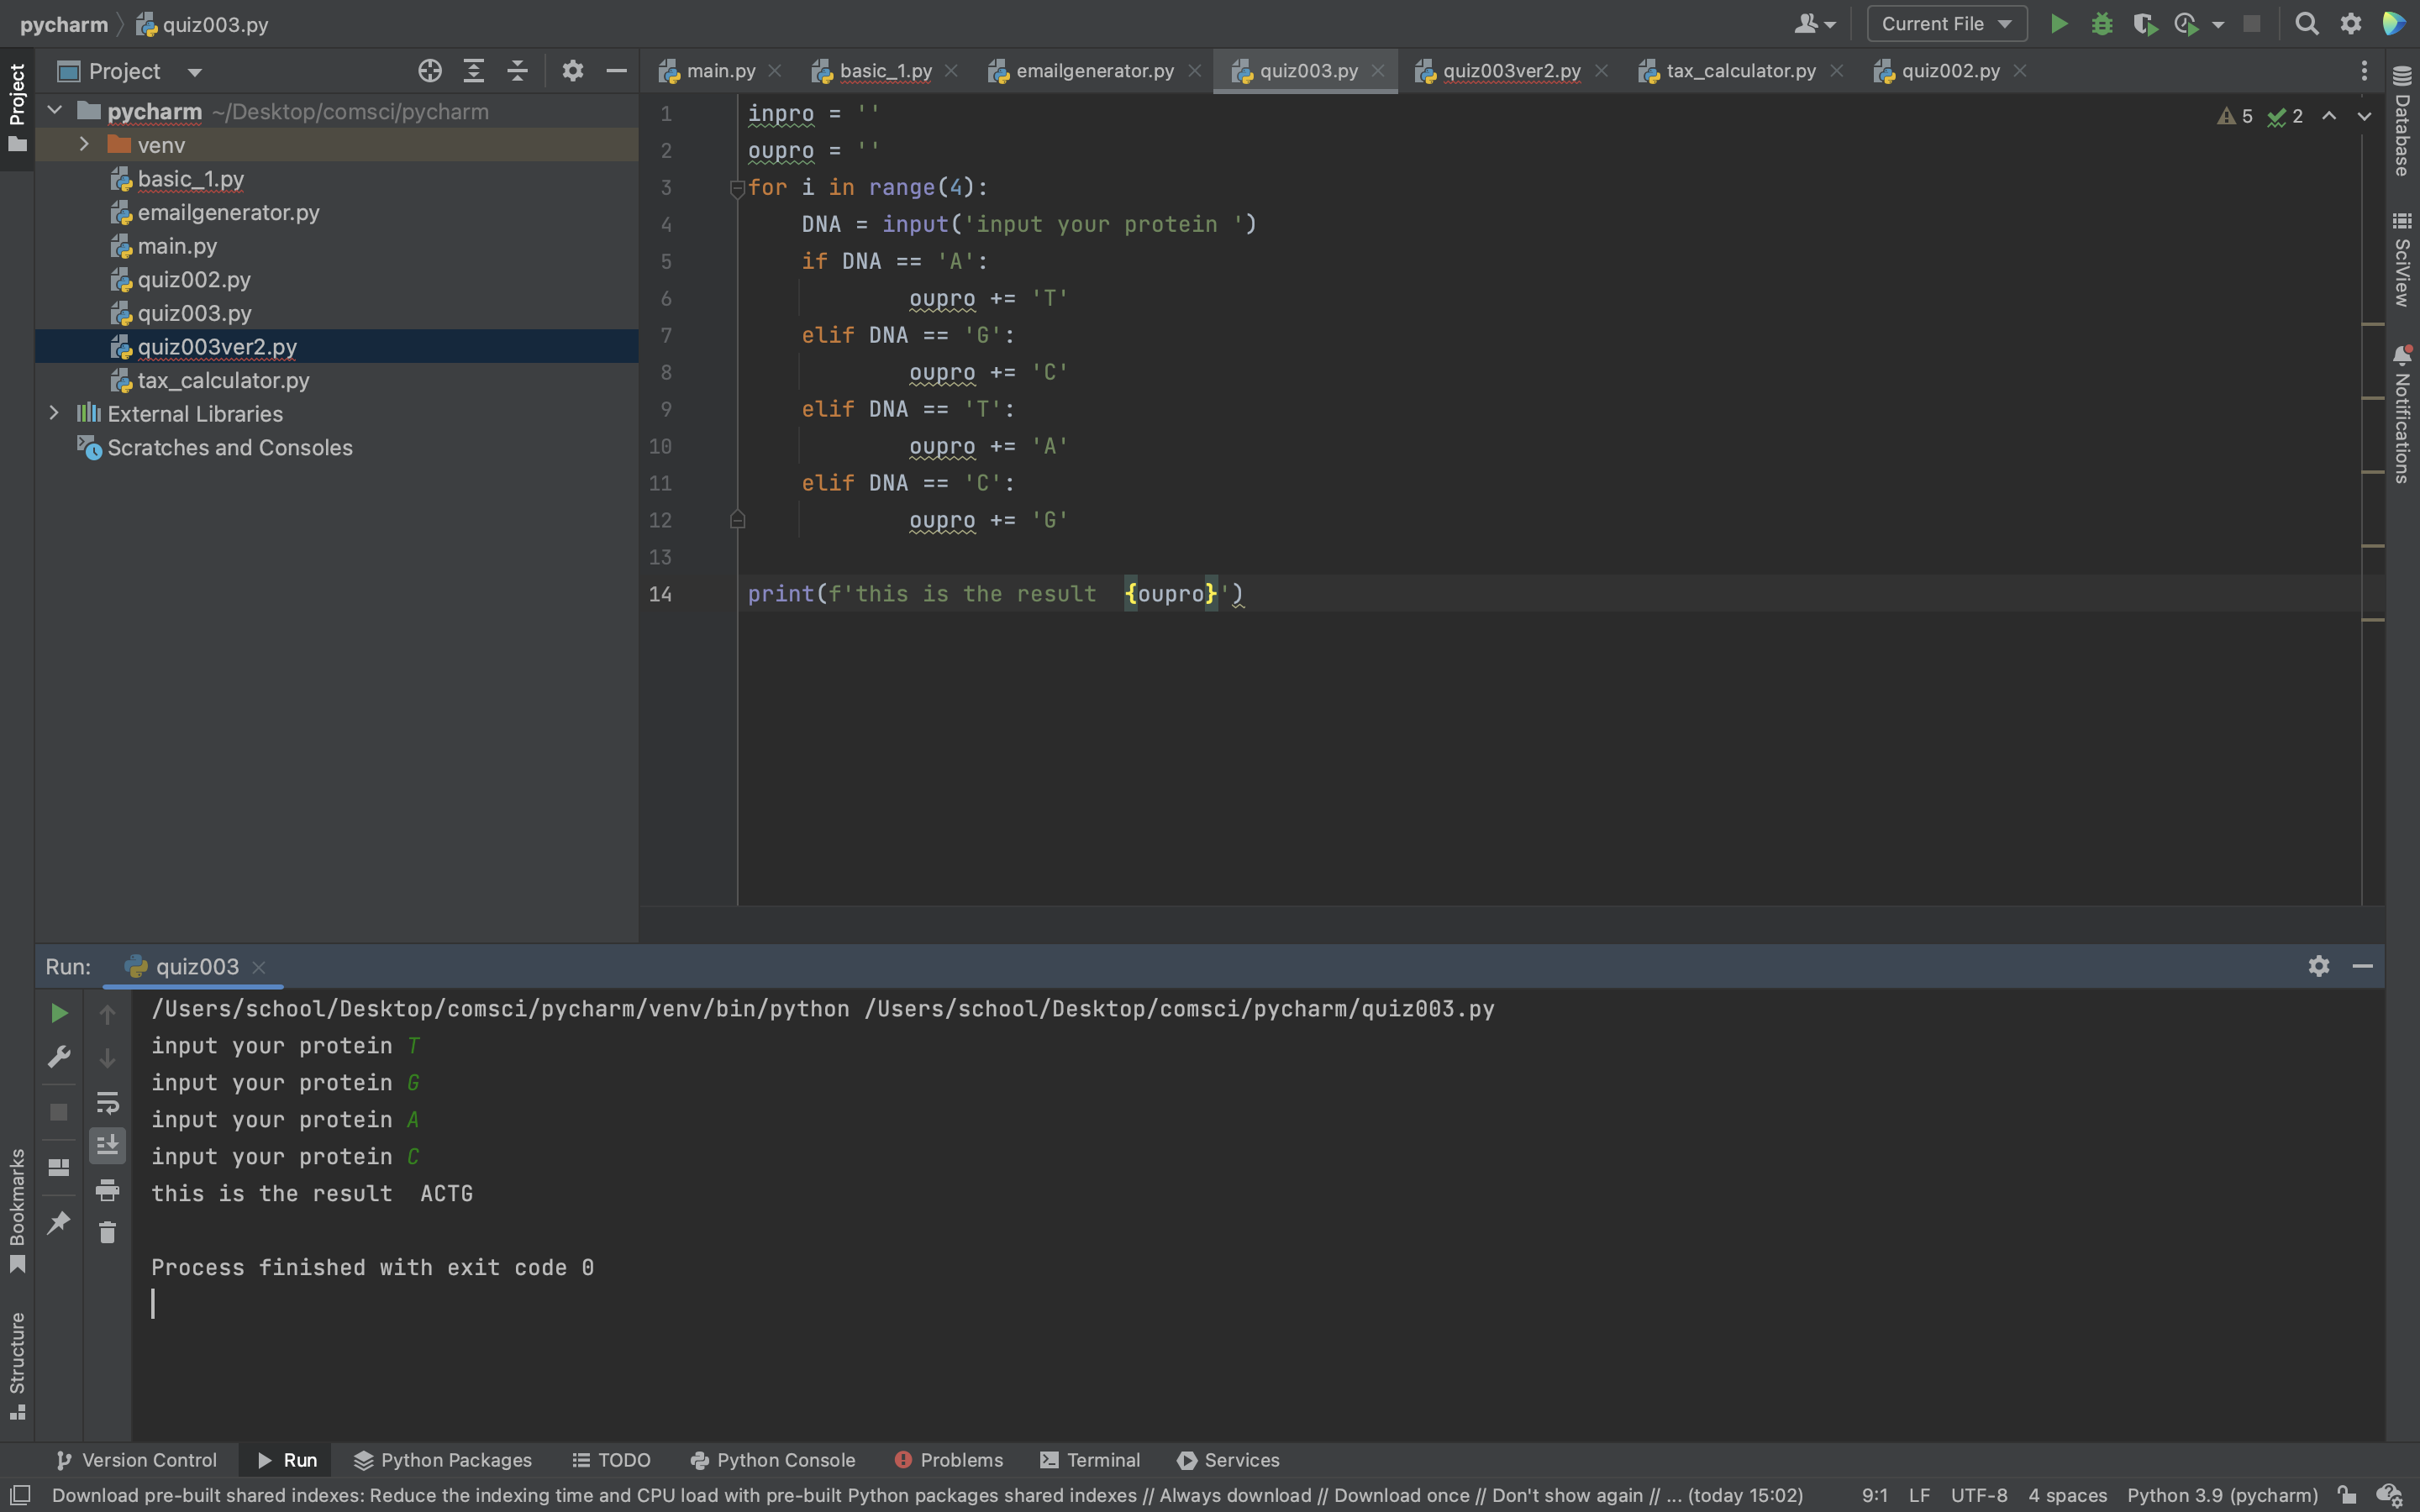 pycharm quiz003.py Current File
Project
main.py basic_1.py emailgenerator.py quiz003.py quiz003ver2.py tax_calculator.py quiz002.py
Project
pycharm ~/Desktop/comsci/pycharm
venv
basic_1.py
emailgenerator.py
main.py
quiz002.py
quiz003.py
quiz003ver2.py
tax_calculator.py
External Libraries
Scratches and Consoles
5 2
1 inpro = ''
2 oupro = ''
3 for i in range(4):
4 DNA = input('input your protein ')
5 if DNA == 'A':
6 oupro += 'T'
7 elif DNA == 'G':
8 oupro += 'C'
9 elif DNA == 'T':
10 oupro += 'A'
11 elif DNA == 'C':
12 oupro += 'G'
13
14 print(f'this is the result  {oupro}')
Database
SciView
Notifications
Run: quiz003
/Users/school/Desktop/comsci/pycharm/venv/bin/python /Users/school/Desktop/comsci/pycharm/quiz003.py
input your protein T
input your protein G
input your protein A
input your protein C
this is the result  ACTG
Process finished with exit code 0
Bookmarks
Structure
Version Control Run Python Packages TODO Python Console Problems Terminal Services
Download pre-built shared indexes: Reduce the indexing time and CPU load with pre-built Python packages shared indexes // Always download // Download once // Don't show again // ... (today 15:02) 9:1 LF UTF-8 4 spaces Python 3.9 (pycharm)